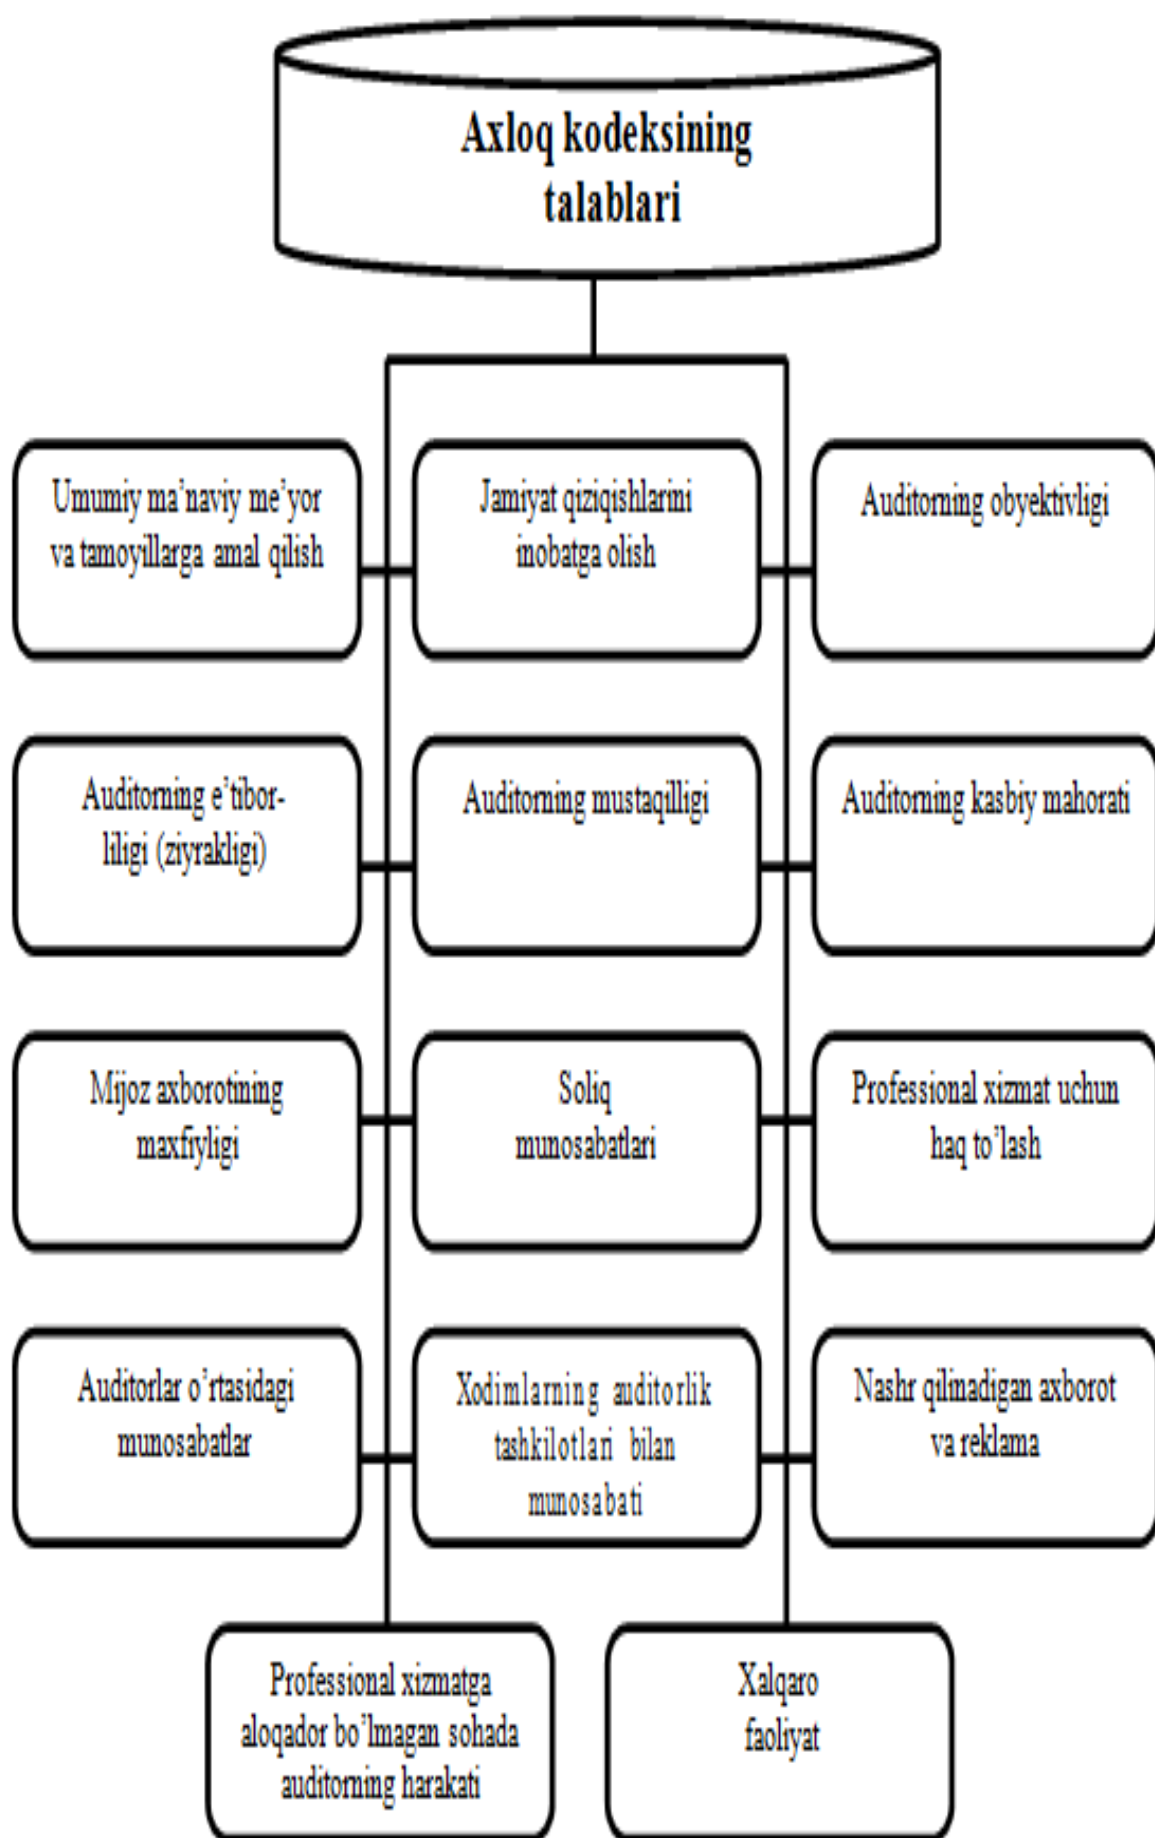 Axloq kodeksining
talablari
Umumiy ma’naviy me’yor
va tamoyillarga amal qilish
Jamiyat qiziqishlarini
inobatga olish
Auditorning obyektivligi
Auditorning e’tibor-
liligi (ziyrakligi)
Auditorning mustaqilligi
Auditorning kasbiy mahorati
Mijoz axborotining
maxfiyligi
Soliq
munosabatlari
Professional xizmat uchun
haq to’lash
Auditorlar o’rtasidagi
munosabatlar
Xodimlarning auditorlik
tashkilotlari bilan
munosabati
Nashr qilinadigan axborot
va reklama
Professional xizmatga
aloqador bo’lmagan sohada
auditorning harakati
Xalqaro
faoliyat